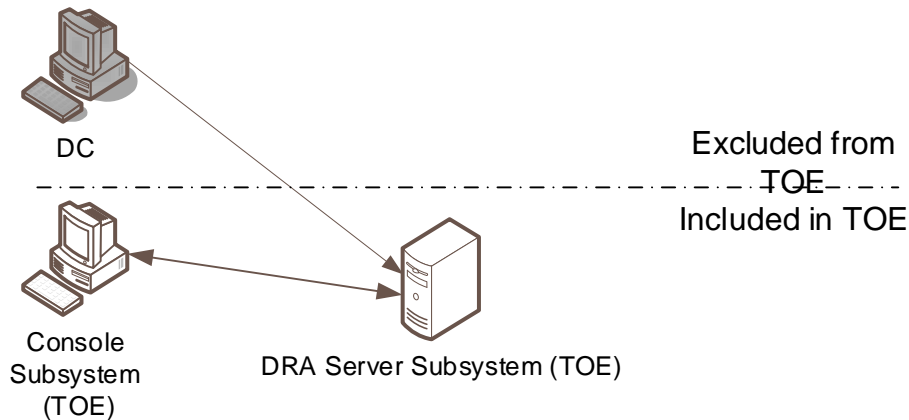 DC
Excluded from
TOE
Included in TOE
Console
Subsystem
(TOE)
DRA Server Subsystem (TOE)